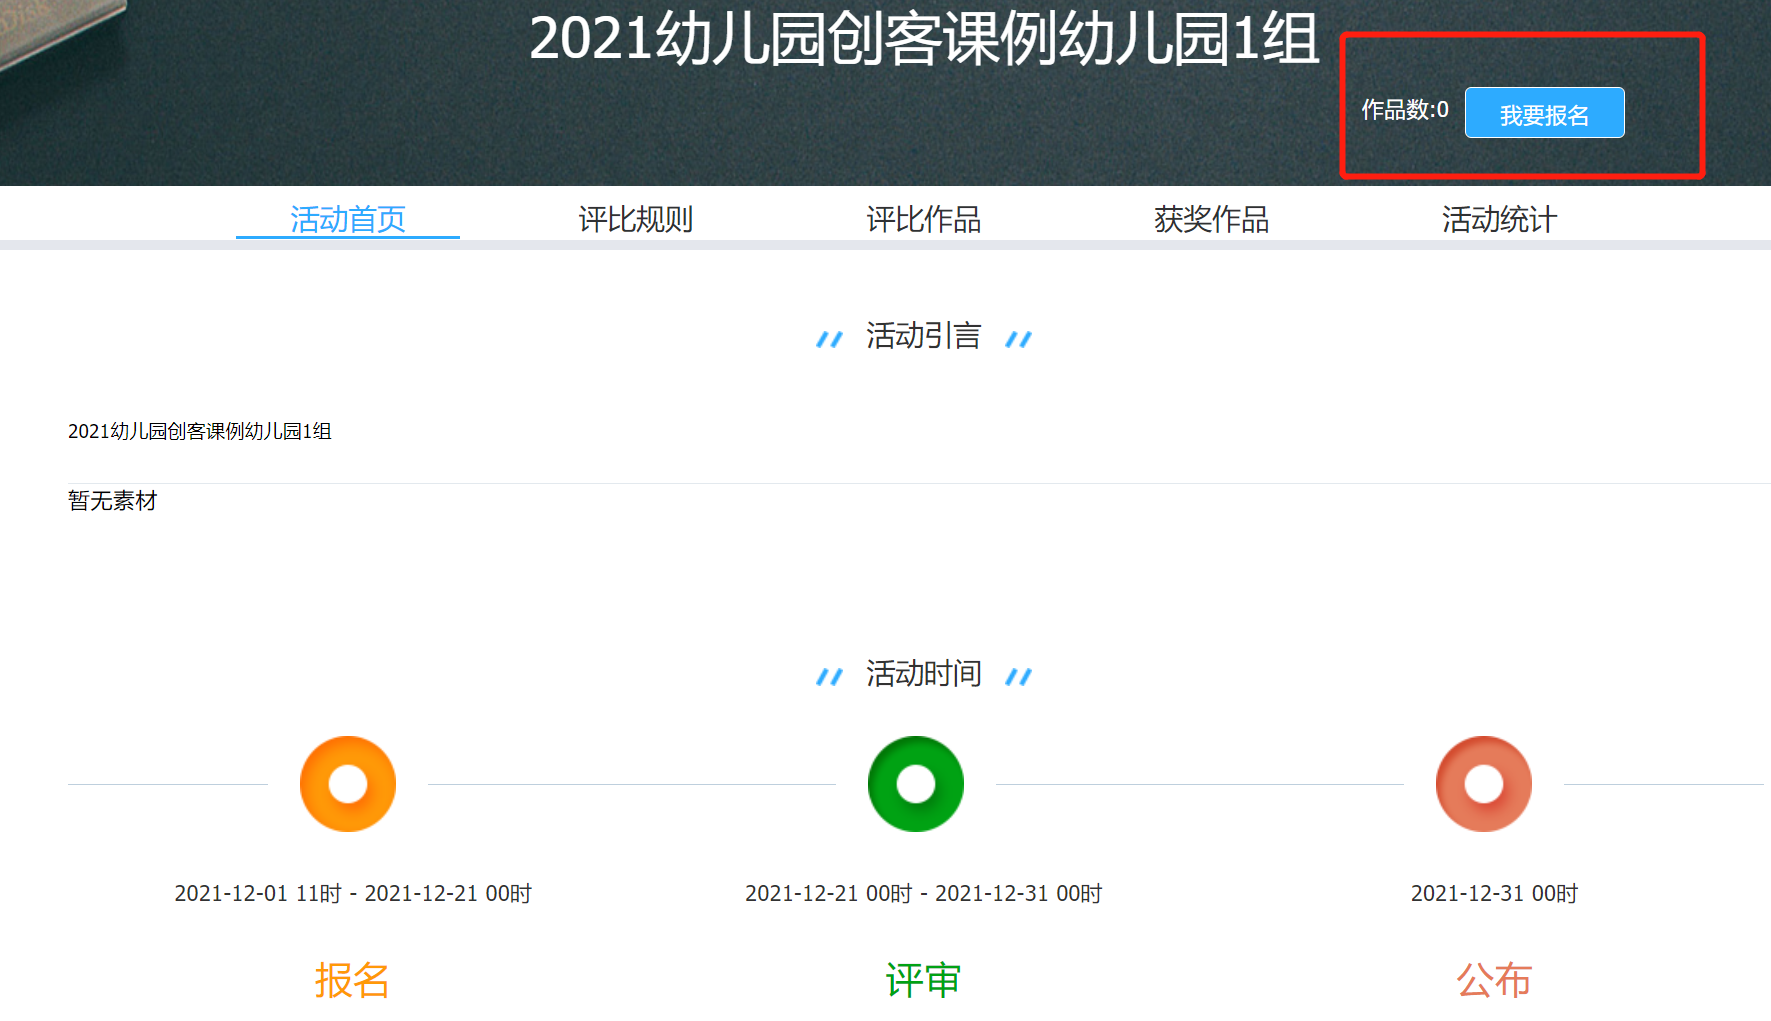 Disk
2021幼儿园创客课例幼儿园1组
作品数:0
我要报名
活动首页
评比规则
评比作品
获奖作品
活动统计
活动引言
2021幼儿园创客课例幼儿园1组
暂无素材
活动时间
2021-12-01 11时 - 2021-12-21 00时
2021-12-21 00时 - 2021-12-31 00时
2021-12-31 00时
报名
评审
公布